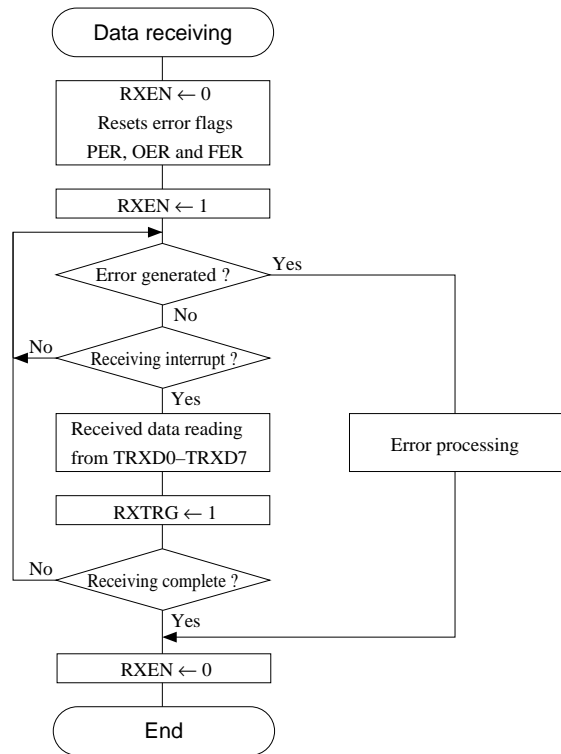 Data receiving
RXEN ← 0
Resets error flags
PER, OER and FER
RXEN ← 1
Error generated ?
Yes
No
Receiving interrupt ?
No
Yes
Received data reading
from TRXD0–TRXD7
Error processing
RXTRG ← 1
Receiving complete ?
No
Yes
RXEN ← 0
End